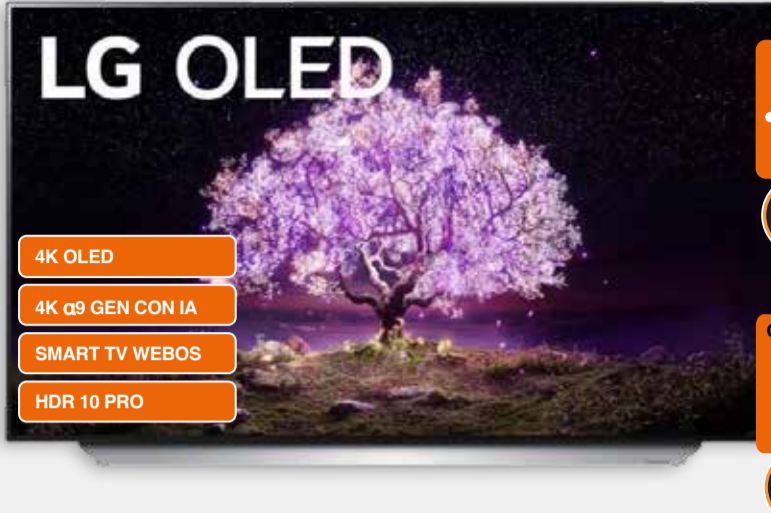 LG OLED
4K OLED
4K α9 GEN CON IA
SMART TV WEBOS
HDR 10 PRO